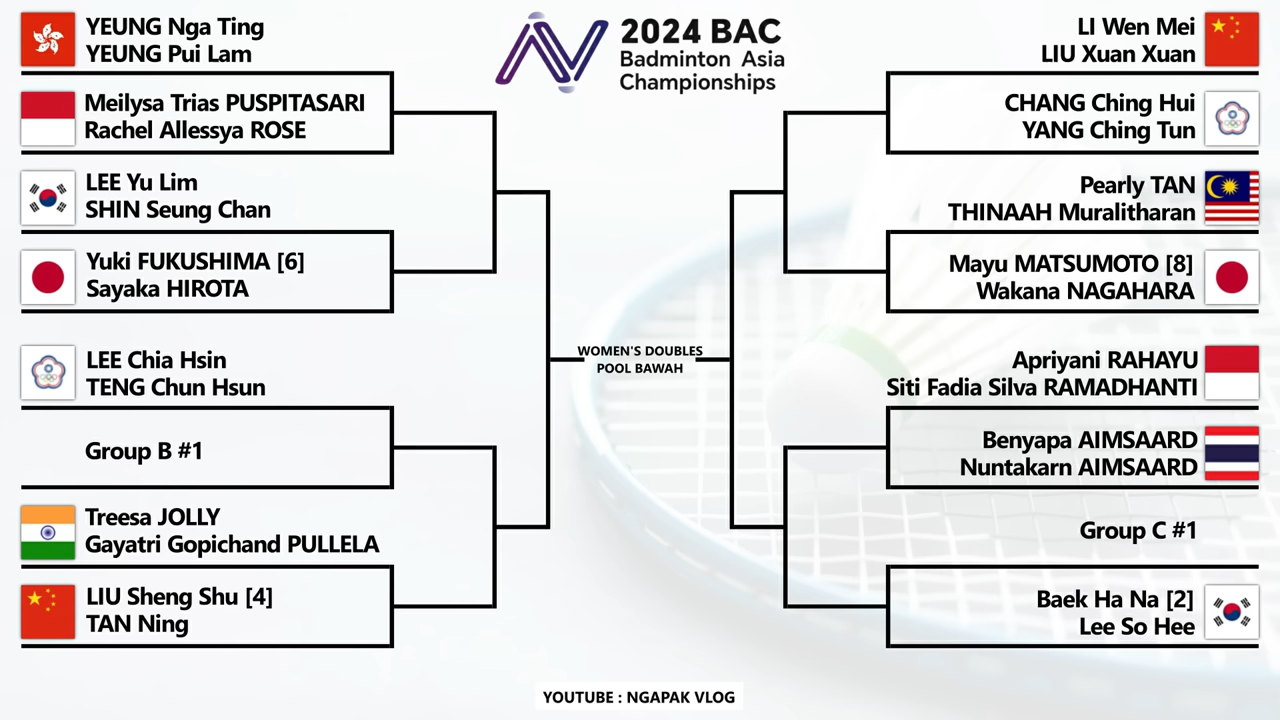 2024 BAC
Badminton Asia
Championships
YEUNG Nga Ting
YEUNG Pui Lam
Meilysa Trias PUSPITASARI
Rachel Allessya ROSE
LEE Yu Lim
SHIN Seung Chan
Yuki FUKUSHIMA [6]
Sayaka HIROTA
LEE Chia Hsin
TENG Chun Hsun
Group B #1
Treesa JOLLY
Gayatri Gopichand PULLELA
LIU Sheng Shu [4]
TAN Ning
WOMEN'S DOUBLES
POOL BAWAH
LI Wen Mei
LIU Xuan Xuan
CHANG Ching Hui
YANG Ching Tun
Pearly TAN
THINAAH Muralitharan
Mayu MATSUMOTO [8]
Wakana NAGAHARA
Apriyani RAHAYU
Siti Fadia Silva RAMADHANTI
Benyapa AIMSAARD
Nuntakarn AIMSAARD
Group C #1
Baek Ha Na [2]
Lee So Hee
YOUTUBE : NGAPAK VLOG